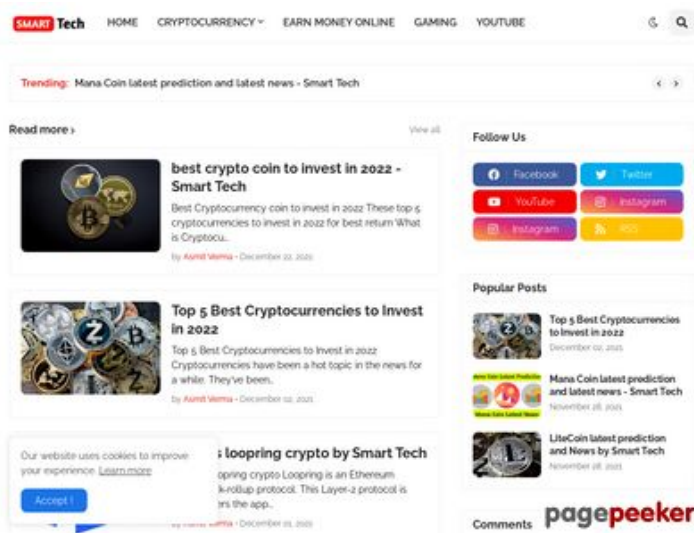 SMART Tech HOME CRYPTOCURRENCY EARN MONEY ONLINE GAMING YOUTUBE
Trending: Mana Coin latest prediction and latest news - Smart Tech
Read more
View all
best crypto coin to invest in 2022 -
Smart Tech
Best Cryptocurrency coin to invest in 2022 These top 5
cryptocurrencies to invest in 2022 for best return What
is Cryptocu...
by Asmit Verma - December 22, 2021
Top 5 Best Cryptocurrencies to Invest
in 2022
Top 5 Best Cryptocurrencies to Invest in 2022
Cryptocurrencies have been a hot topic in the news for
a while. They've been...
by Asmit Verma - December 02, 2021
s loopring crypto by Smart Tech
opring crypto Loopring is an Ethereum
k-rollup protocol. This Layer-2 protocol is
ers the app...
December 01, 2021
Our website uses cookies to improve
your experience. Learn more
Accept !
Follow Us
Facebook Twitter
YouTube Instagram
Instagram RSS
Popular Posts
Top 5 Best Cryptocurrencies
to Invest in 2022
December 02, 2021
Mana Coin latest prediction
and latest news - Smart Tech
November 28, 2021
LiteCoin latest prediction
and News by Smart Tech
November 28, 2021
Comments
pagepeeker